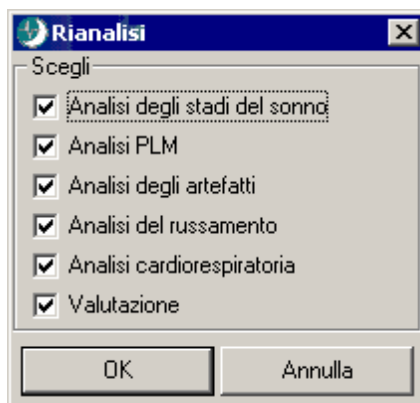 Rianalisi
Scegli
Analisi degli stadi del sonno
Analisi PLM
Analisi degli artefatti
Analisi del russamento
Analisi cardiorespiratoria
Valutazione
OK Annulla